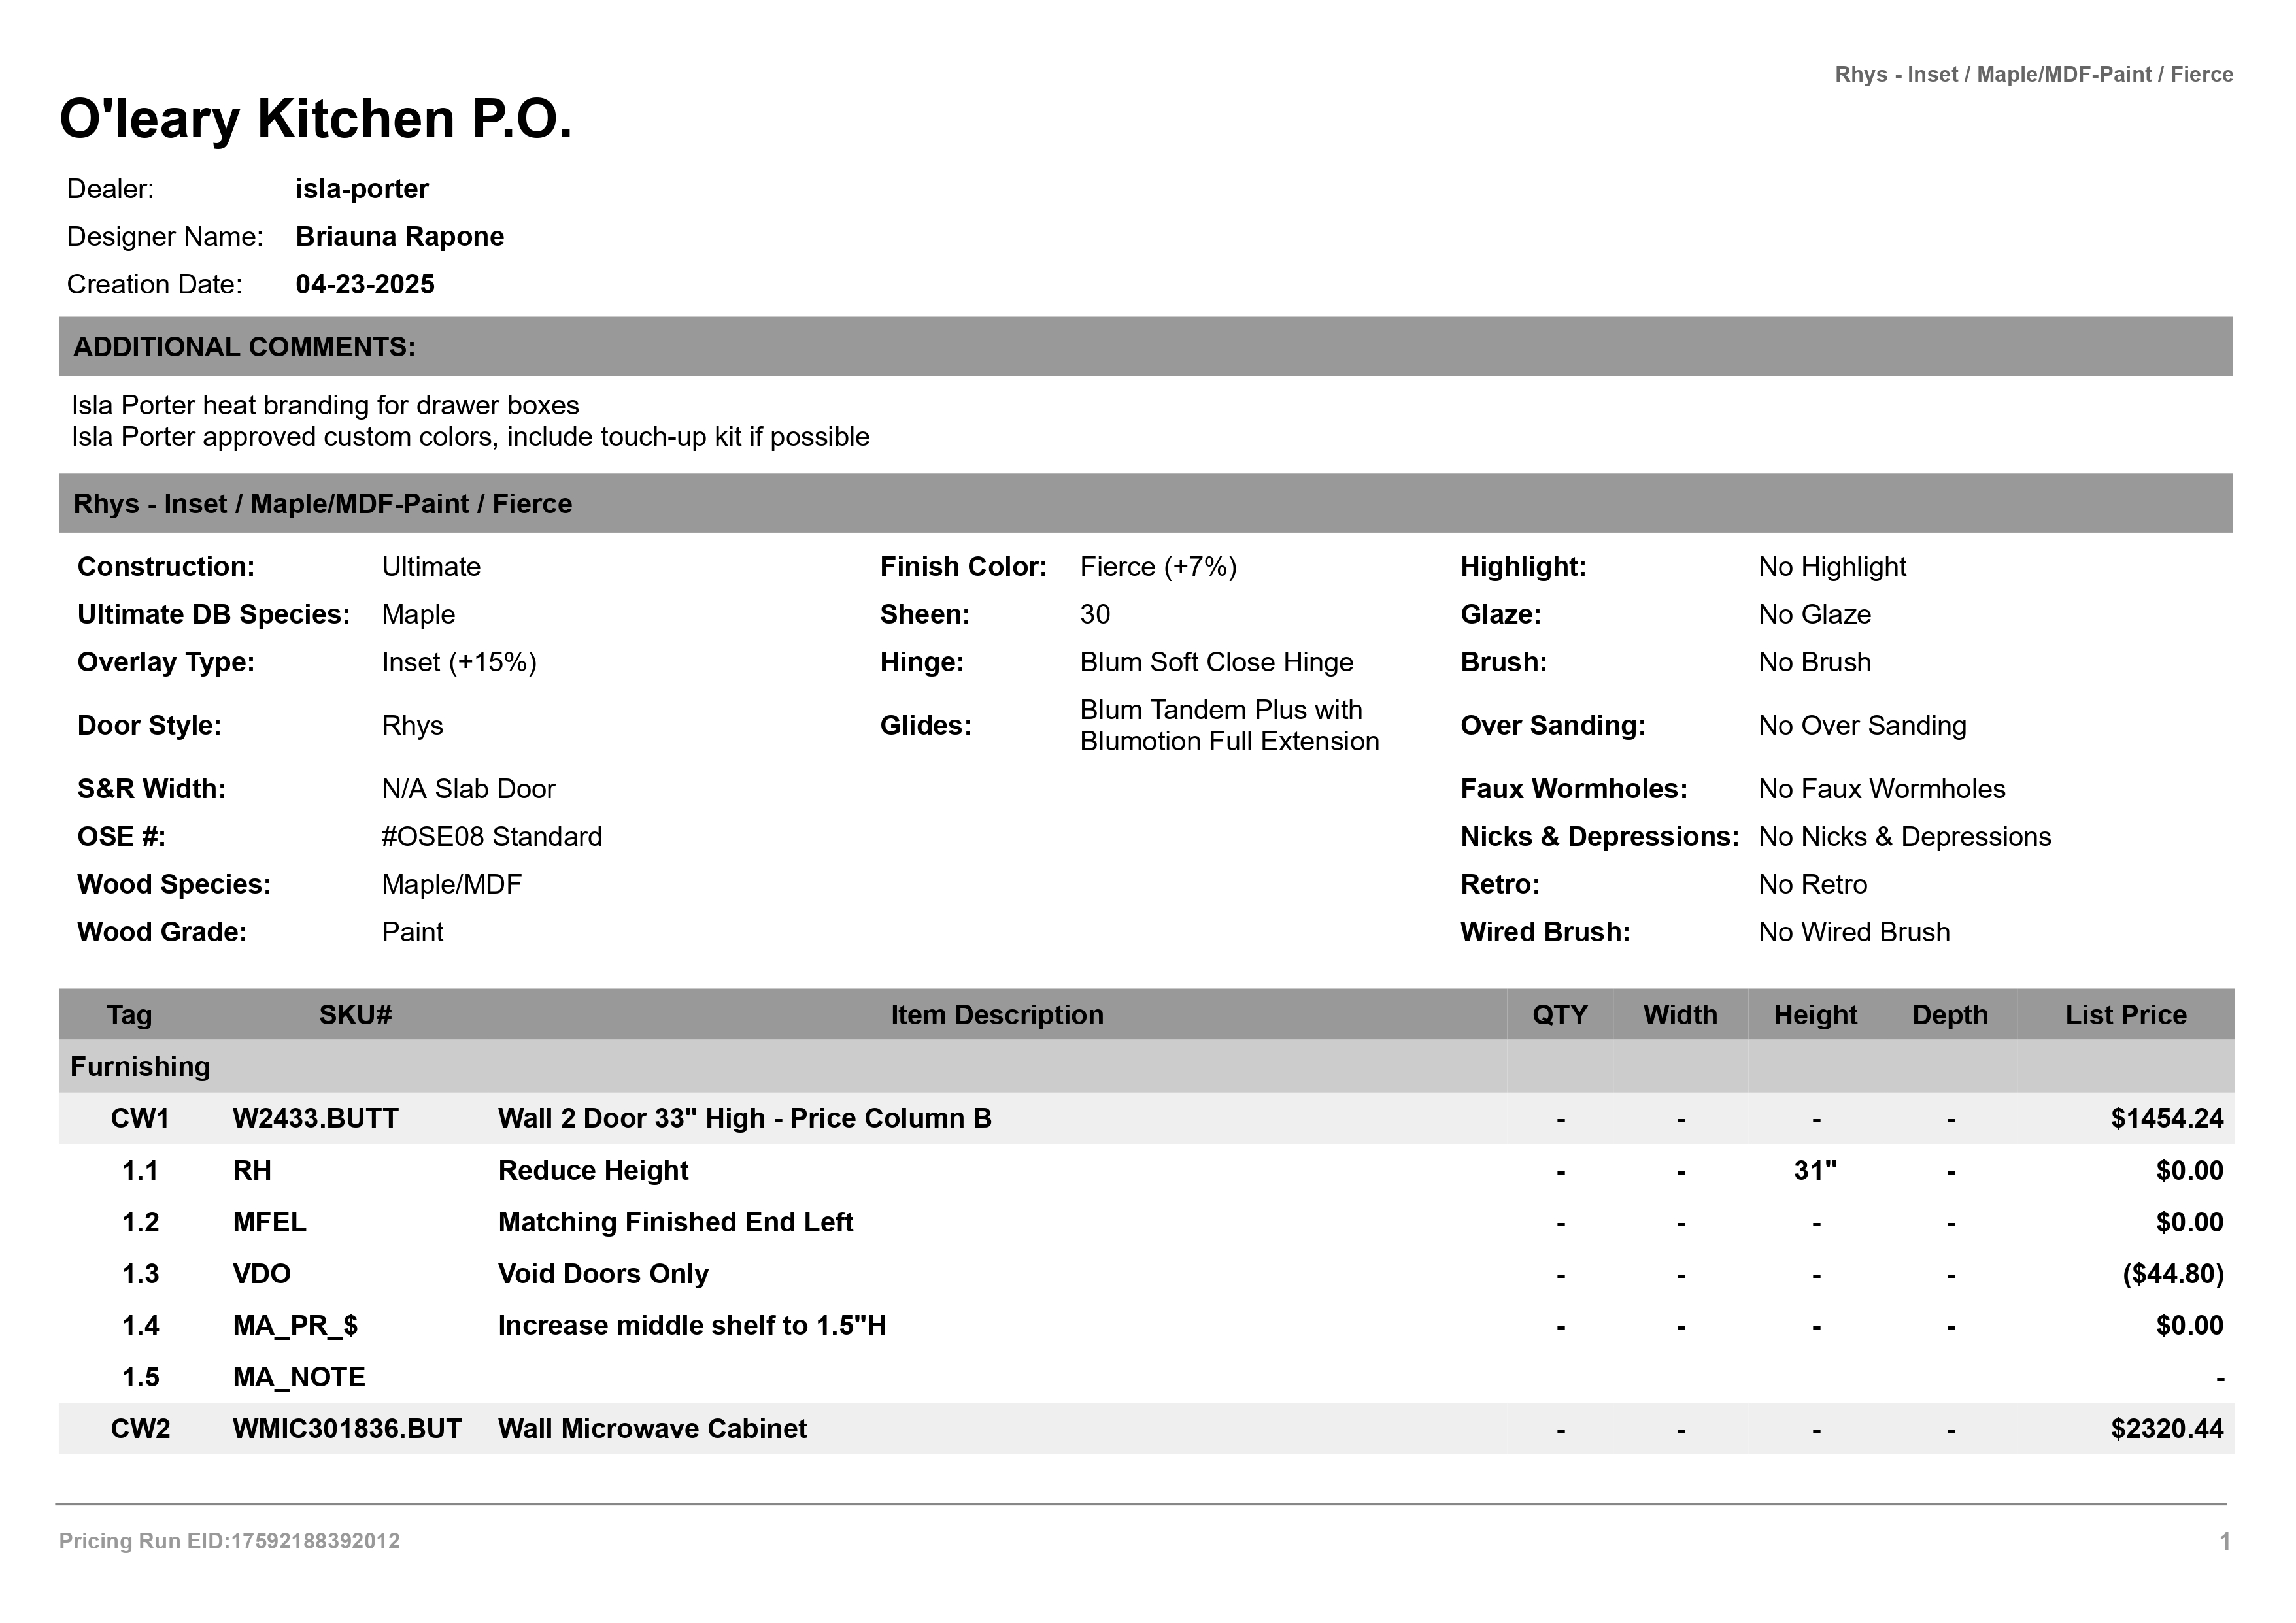 Rhys - Inset / Maple/MDF-Paint / Fierce
O'leary Kitchen P.O.
Dealer: isla-porter
Designer Name: Briauna Rapone
Creation Date: 04-23-2025
ADDITIONAL COMMENTS:
Isla Porter heat branding for drawer boxes
Isla Porter approved custom colors, include touch-up kit if possible
Rhys - Inset / Maple/MDF-Paint / Fierce
Construction: Ultimate Finish Color: Fierce (+7%) Highlight: No Highlight
Ultimate DB Species: Maple Sheen: 30 Glaze: No Glaze
Overlay Type: Inset (+15%) Hinge: Blum Soft Close Hinge Brush: No Brush
Door Style: Rhys Glides: Blum Tandem Plus with
Blumotion Full Extension Over Sanding: No Over Sanding
S&R Width: N/A Slab Door Faux Wormholes: No Faux Wormholes
OSE #: #OSE08 Standard Nicks & Depressions: No Nicks & Depressions
Wood Species: Maple/MDF Retro: No Retro
Wood Grade: Paint Wired Brush: No Wired Brush
Tag SKU# Item Description QTY Width Height Depth List Price
Furnishing
CW1 W2433.BUTT Wall 2 Door 33" High - Price Column B - - - - $1454.24
1.1 RH Reduce Height - - 31" - $0.00
1.2 MFEL Matching Finished End Left - - - - $0.00
1.3 VDO Void Doors Only - - - - ($44.80)
1.4 MA_PR_$ Increase middle shelf to 1.5"H - - - - $0.00
1.5 MA_NOTE -
CW2 WMIC301836.BUT Wall Microwave Cabinet - - - - $2320.44
Pricing Run EID:17592188392012 1